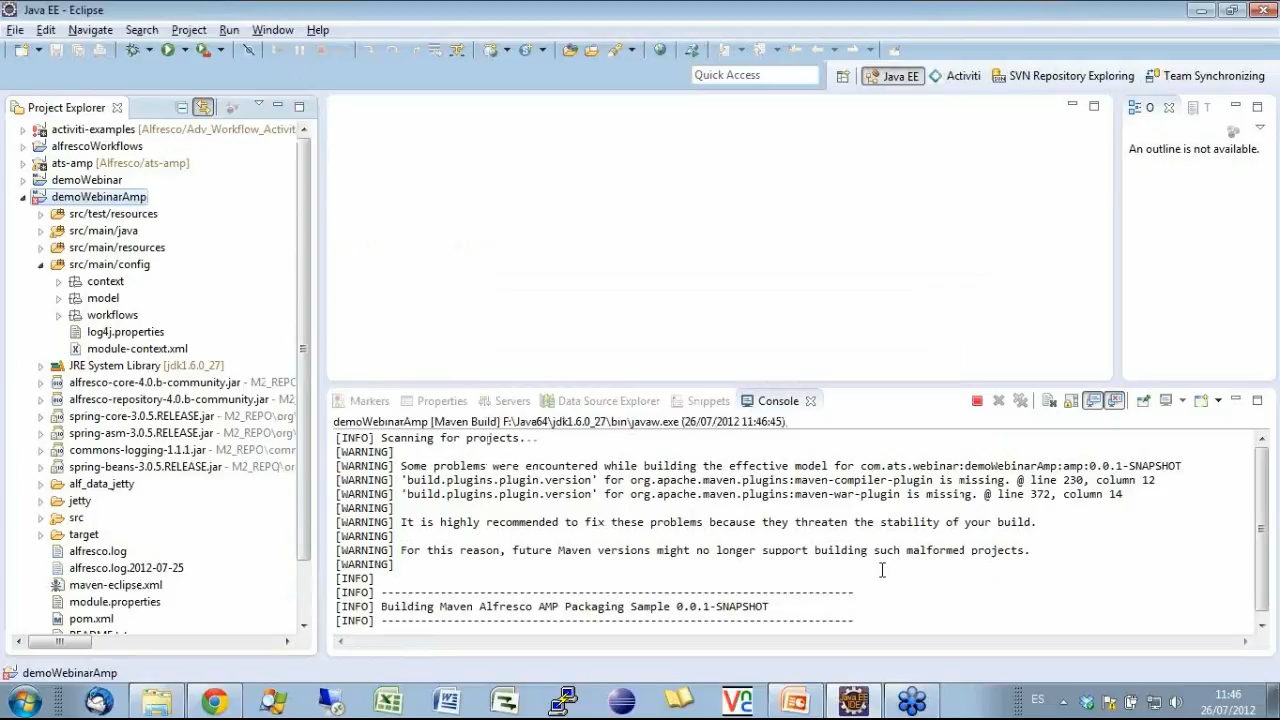 Java EE - Eclipse
File Edit Navigate Search Project Run Window Help
Quick Access
Java EE Activiti SVN Repository Exploring Team Synchronizing
Project Explorer
activiti-examples [Alfresco/Adv_Workflow_Activit
alfrescoWorkflows
ats-amp [Alfresco/ats-amp]
demoWebinar
demoWebinarAmp
src/test/resources
src/main/java
src/main/resources
src/main/config
context
model
workflows
log4j.properties
module-context.xml
JRE System Library [jdk1.6.0_27]
alfresco-core-4.0.b-community.jar - M2_REPO
alfresco-repository-4.0.b-community.jar - M2_REPO
spring-core-3.0.5.RELEASE.jar - M2_REPO\org
spring-asm-3.0.5.RELEASE.jar - M2_REPO\org
commons-logging-1.1.1.jar - M2_REPO\com
spring-beans-3.0.5.RELEASE.jar - M2_REPO\
alf_data_jetty
jetty
src
target
alfresco.log
alfresco.log.2012-07-25
maven-eclipse.xml
module.properties
pom.xml
O T
An outline is not available.
Markers Properties Servers Data Source Explorer Snippets Console
demoWebinarAmp [Maven Build] F:\Java64\jdk1.6.0_27\bin\javaw.exe (26/07/2012 11:46:45)
[INFO] Scanning for projects...
[WARNING]
[WARNING] Some problems were encountered while building the effective model for com.ats.webinar:demoWebinarAmp:amp:0.0.1-SNAPSHOT
[WARNING] 'build.plugins.plugin.version' for org.apache.maven.plugins:maven-compiler-plugin is missing. @ line 230, column 12
[WARNING] 'build.plugins.plugin.version' for org.apache.maven.plugins:maven-war-plugin is missing. @ line 372, column 14
[WARNING]
[WARNING] It is highly recommended to fix these problems because they threaten the stability of your build.
[WARNING]
[WARNING] For this reason, future Maven versions might no longer support building such malformed projects.
[WARNING]
[INFO]
[INFO] ------------------------------------------------------------------------
[INFO] Building Maven Alfresco AMP Packaging Sample 0.0.1-SNAPSHOT
[INFO] ------------------------------------------------------------------------
demoWebinarAmp
ES
11:46
26/07/2012